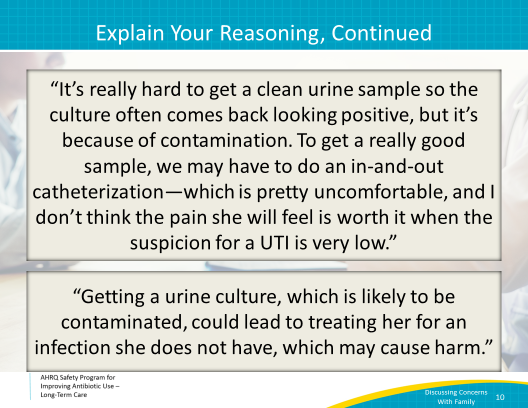 Explain Your Reasoning, Continued
“It’s really hard to get a clean urine sample so the
culture often comes back looking positive, but it’s
because of contamination. To get a really good
sample, we may have to do an in-and-out
catheterization—which is pretty uncomfortable, and I
don’t think the pain she will feel is worth it when the
suspicion for a UTI is very low.”
“Getting a urine culture, which is likely to be
contaminated, could lead to treating her for an
infection she does not have, which may cause harm.”
AHRQ Safety Program for
Improving Antibiotic Use –
Long-Term Care
Discussing Concerns
With Family
10